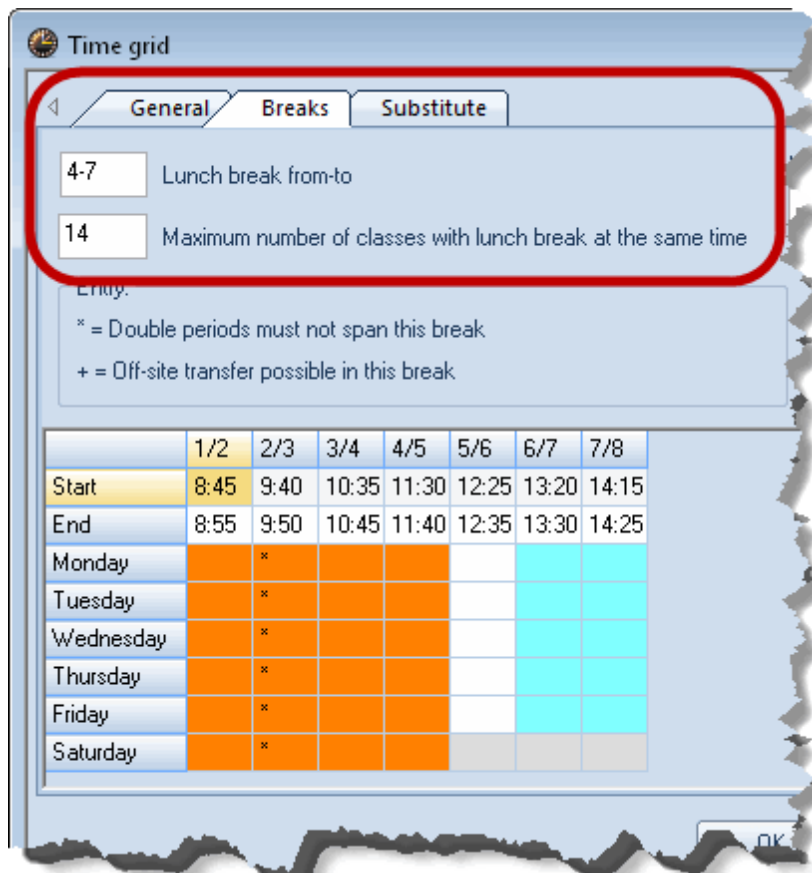 Time grid
General Breaks Substitute
4-7 Lunch break from-to
14 Maximum number of classes with lunch break at the same time
Entry:
* = Double periods must not span this break
+ = Off-site transfer possible in this break
1/2 2/3 3/4 4/5 5/6 6/7 7/8
Start 8:45 9:40 10:35 11:30 12:25 13:20 14:15
End 8:55 9:50 10:45 11:40 12:35 13:30 14:25
Monday *
Tuesday *
Wednesday *
Thursday *
Friday *
Saturday *
OK